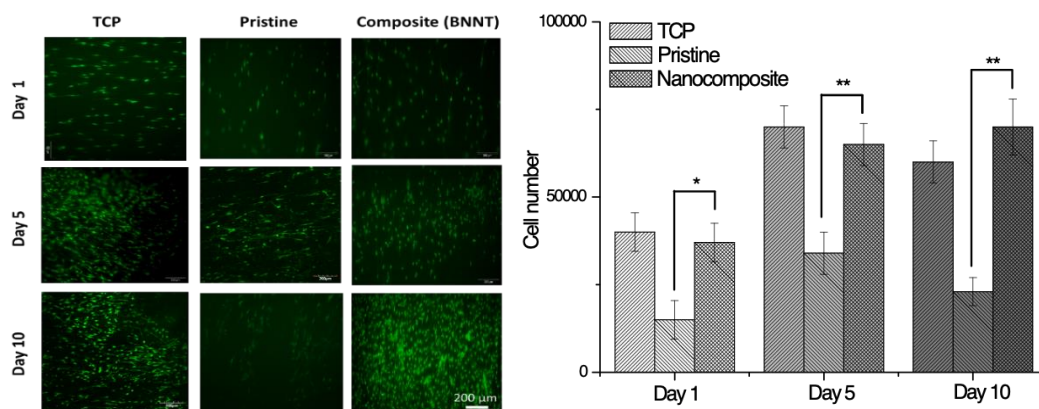 TCP
Pristine
Composite (BNNT)
Day 1
Day 5
Day 10
200 µm
100000
50000
0
Cell number
TCP
Pristine
Nanocomposite
*
**
**
Day 1
Day 5
Day 10